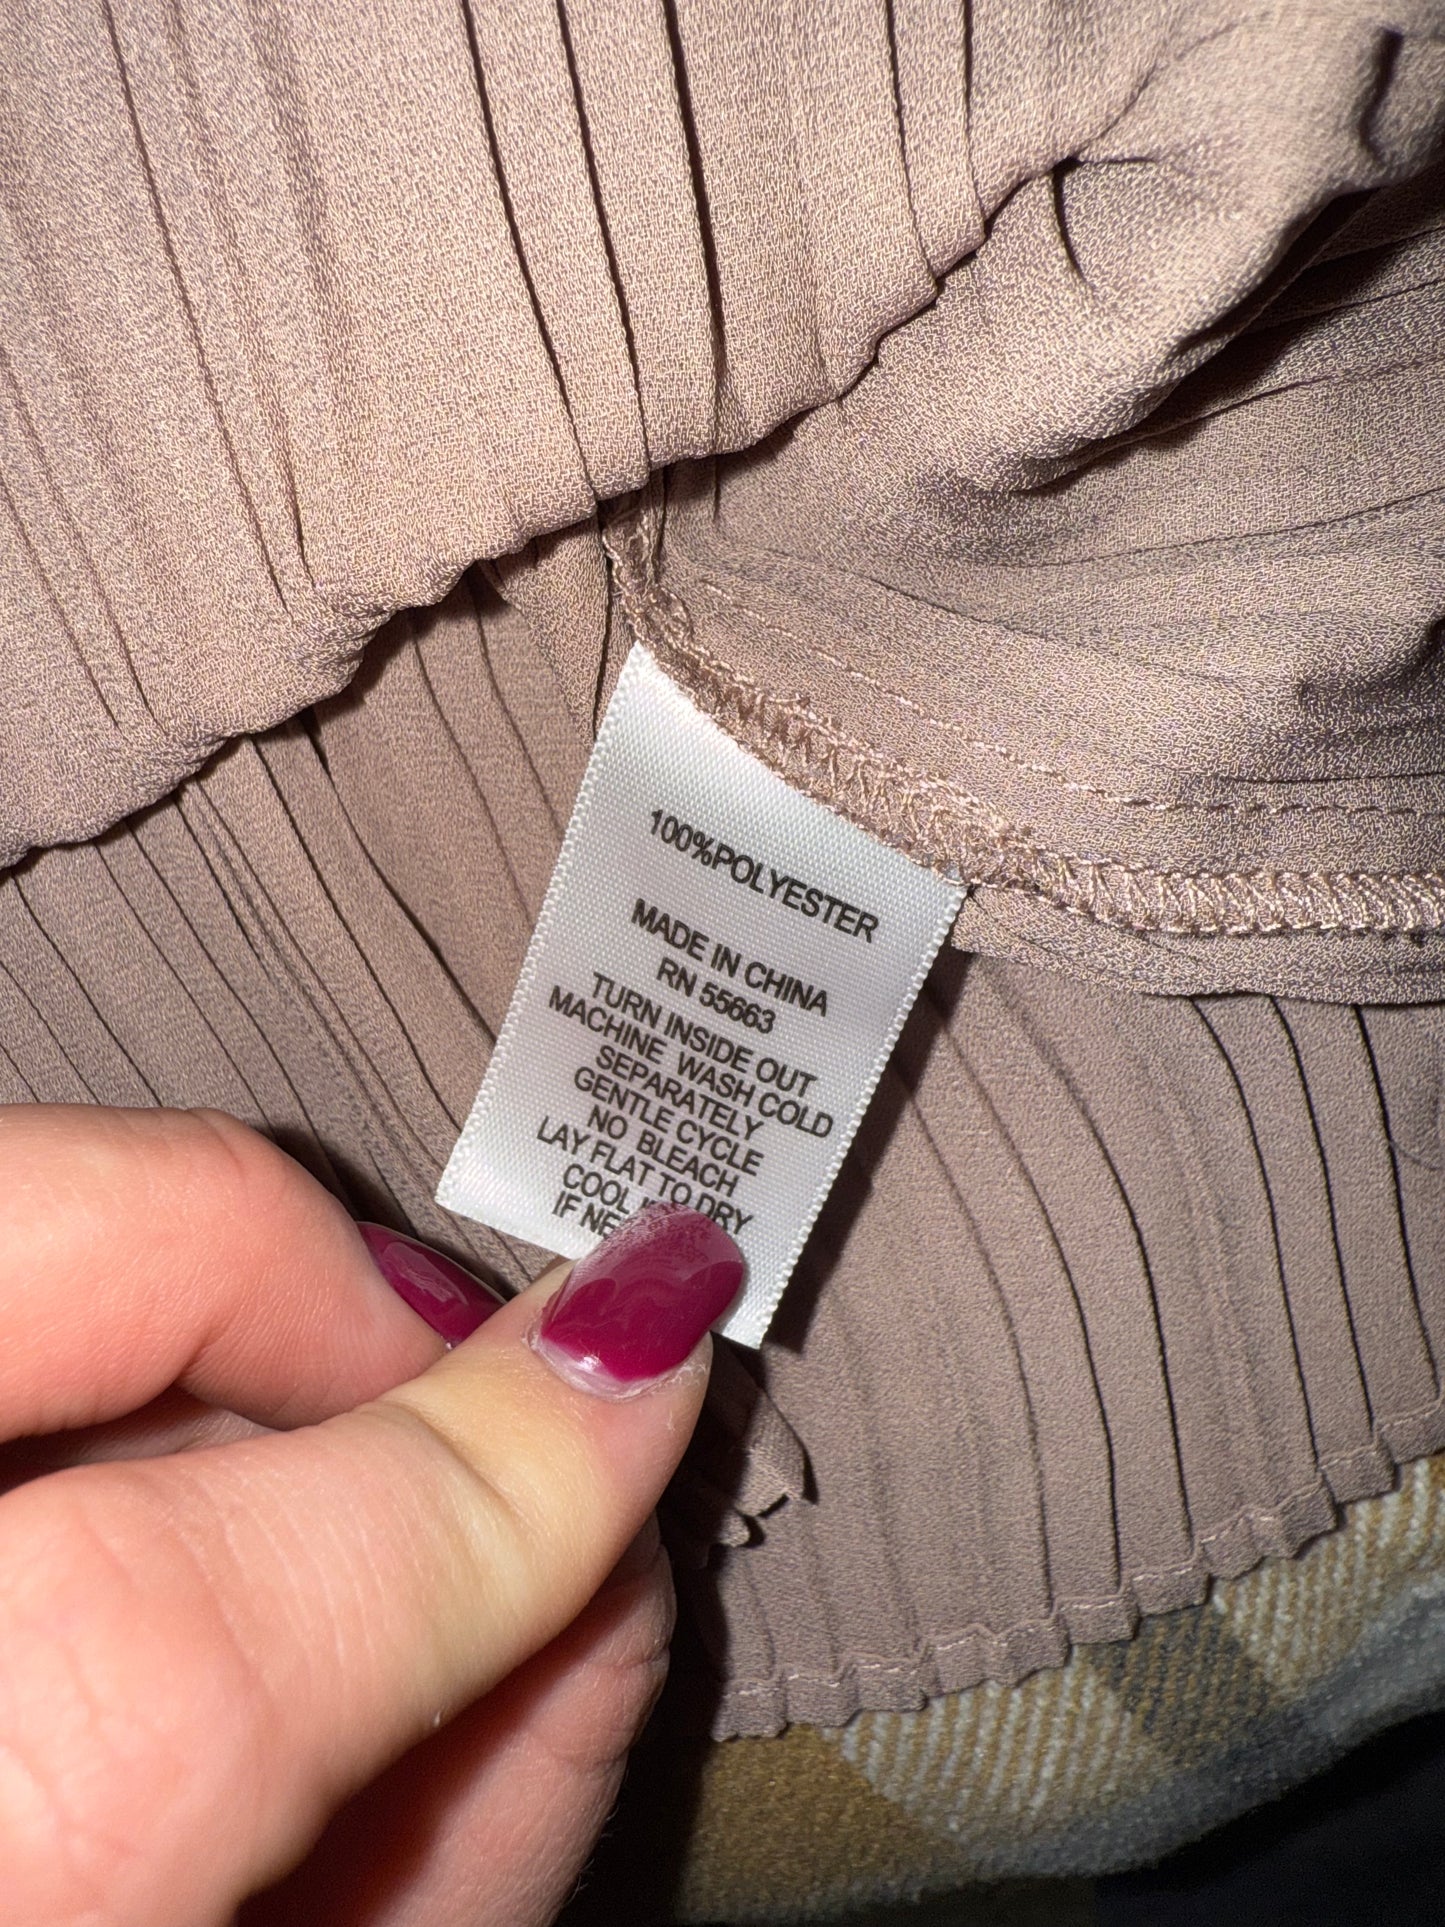 100%POLYESTER
MADE IN CHINA
RN 55663
TURN INSIDE OUT
MACHINE WASH COLD
SEPARATELY
GENTLE CYCLE
NO BLEACH
LAY FLAT TO DRY
COOL
IF